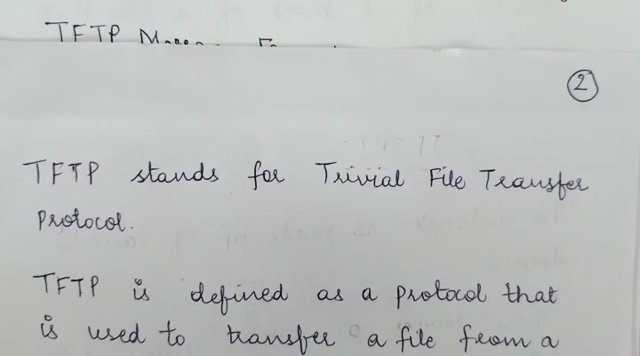 TFTP
2
TFTP stands for Trivial File Transfer
Protocol.
TFTP is defined as a protocol that
is used to transfer a file from a